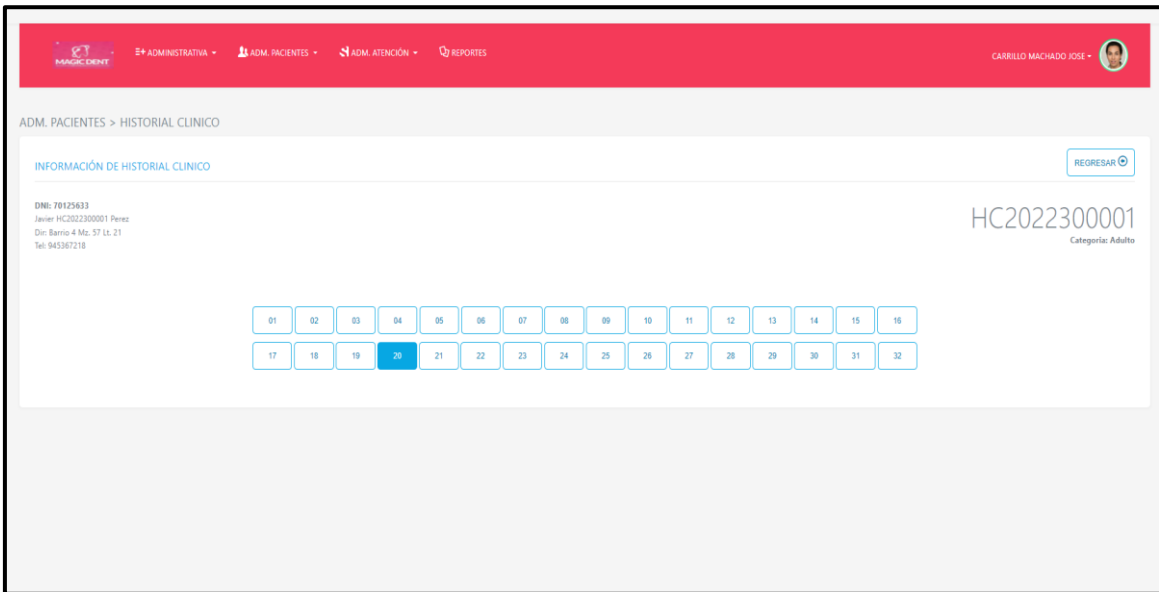 MAGIC DENT
ADMINISTRATIVA
ADM. PACIENTES
ADM. ATENCIÓN
REPORTES
CARRILLO MACHADO JOSE
ADM. PACIENTES > HISTORIAL CLINICO
INFORMACIÓN DE HISTORIAL CLINICO
REGRESAR
DNI: 70125633
Javier HC2022300001 Perez
Dir: Barrio 4 Mz. 57 Lt. 21
Tel: 945367218
HC2022300001
Categoria: Adulto
01 02 03 04 05 06 07 08 09 10 11 12 13 14 15 16
17 18 19 20 21 22 23 24 25 26 27 28 29 30 31 32